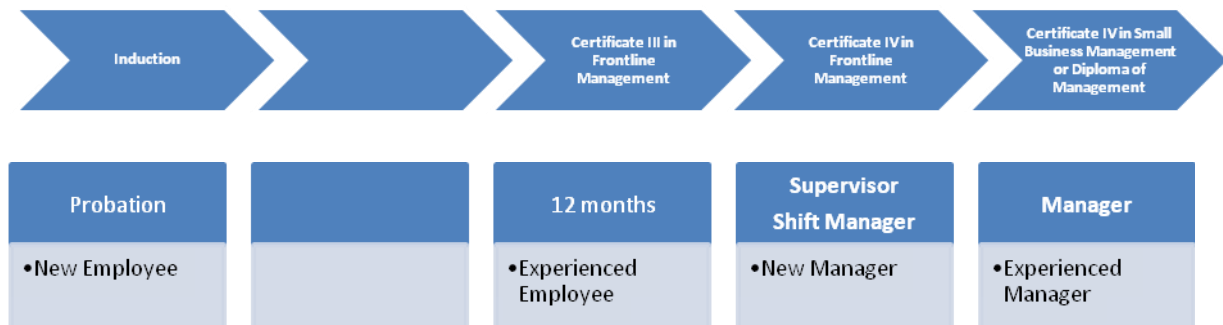 Induction
Certificate III in
Frontline
Management
Certificate IV in
Frontline
Management
Certificate IV in Small
Business Management
or Diploma of
Management
Probation
12 months
Supervisor
Shift Manager
Manager
•New Employee
•Experienced
Employee
•New Manager
•Experienced
Manager